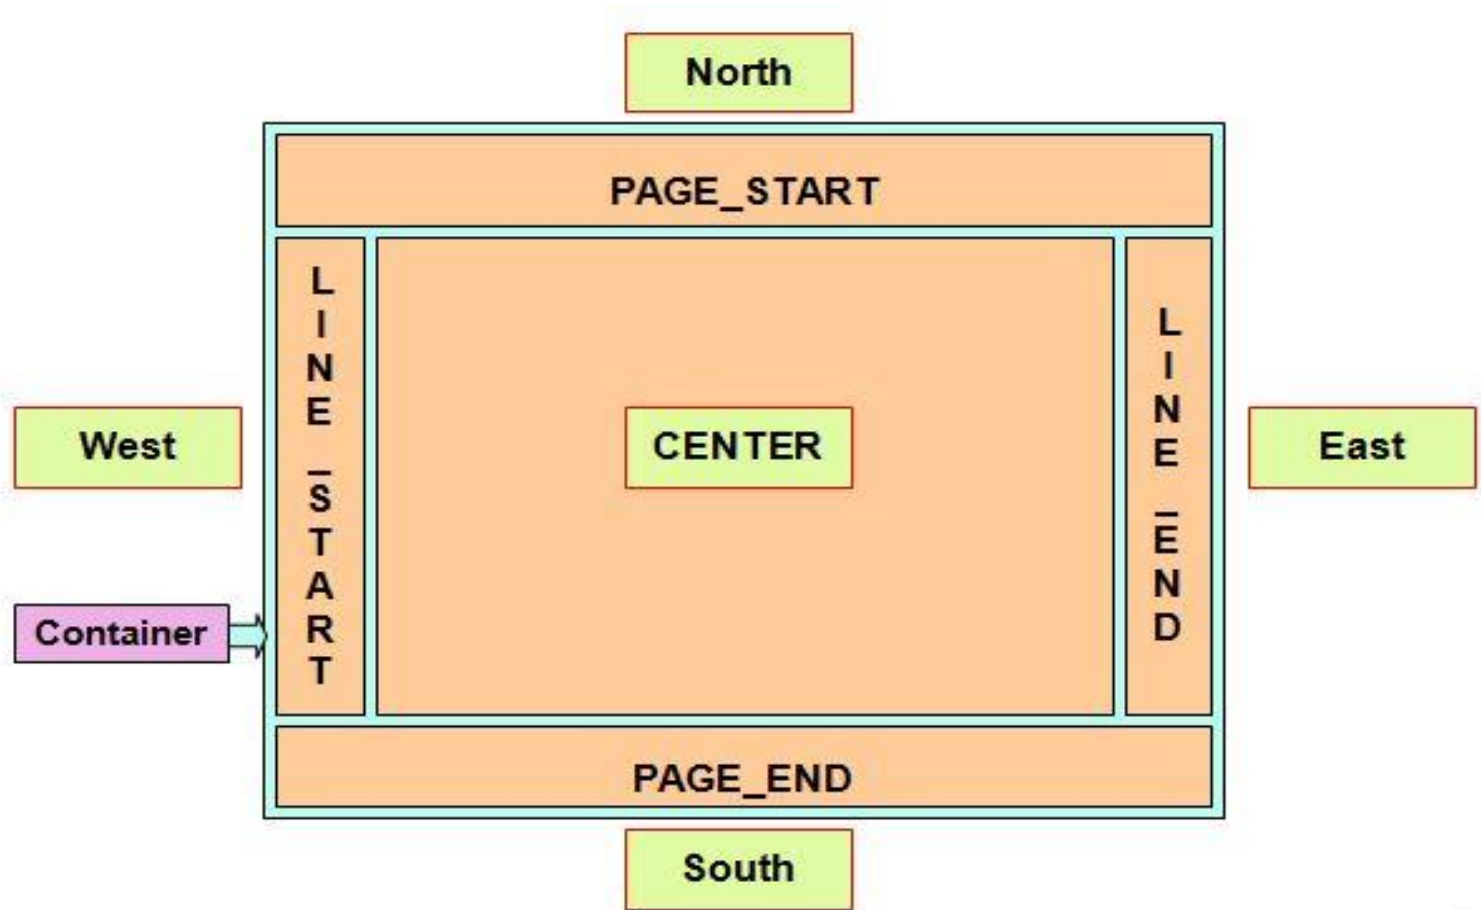 North
PAGE_START
LINE_START
LINE_END
West
CENTER
East
Container
PAGE_END
South